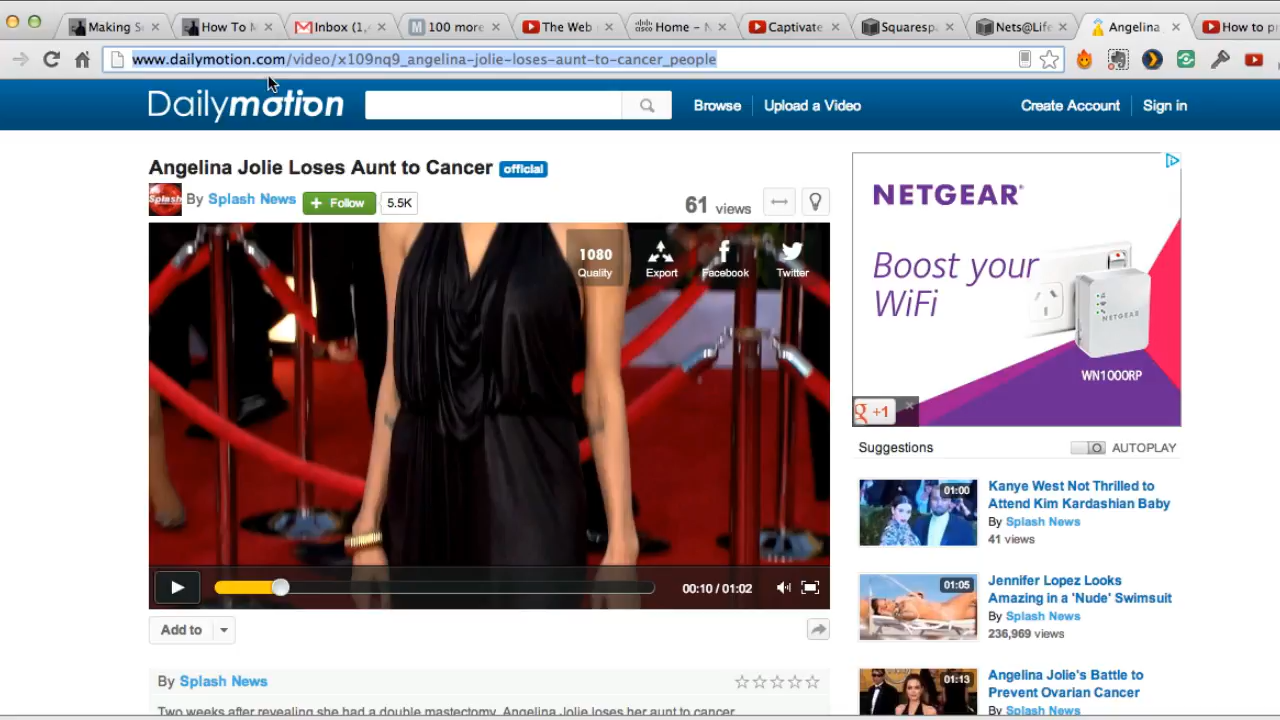 Making S
How To M
Inbox (1,
100 more
The Web
Home – N
Captivate
Squaresp
Nets@Life
Angelina
How to p
www.dailymotion.com/video/x109nq9_angelina-jolie-loses-aunt-to-cancer_people
Dailymotion
Browse
Upload a Video
Create Account
Sign in
Angelina Jolie Loses Aunt to Cancer official
Splash
By Splash News
Follow
5.5K
61 views
1080
Quality
Export
Facebook
Twitter
00:10 / 01:02
Add to
By Splash News
Two weeks after revealing she had a double mastectomy, Angelina Jolie loses her aunt to cancer
NETGEAR®
Boost your
WiFi
NETGEAR
WN1000RP
g +1
Suggestions
AUTOPLAY
01:00
Kanye West Not Thrilled to
Attend Kim Kardashian Baby
By Splash News
41 views
01:05
Jennifer Lopez Looks
Amazing in a 'Nude' Swimsuit
By Splash News
236,969 views
01:13
Angelina Jolie's Battle to
Prevent Ovarian Cancer
By Splash News